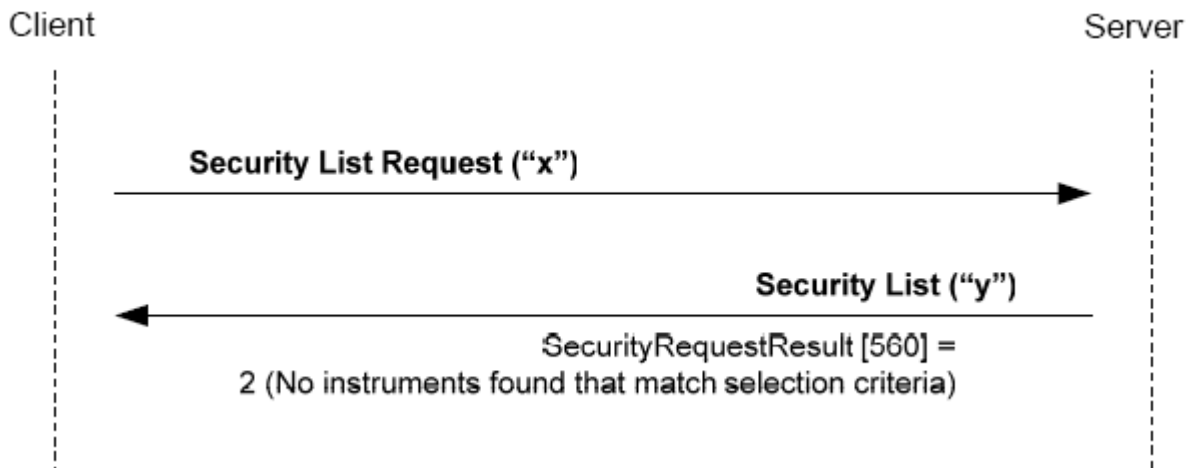 Client
Server
Security List Request (“x”)
Security List (“y”)
SecurityRequestResult [560] =
2 (No instruments found that match selection criteria)